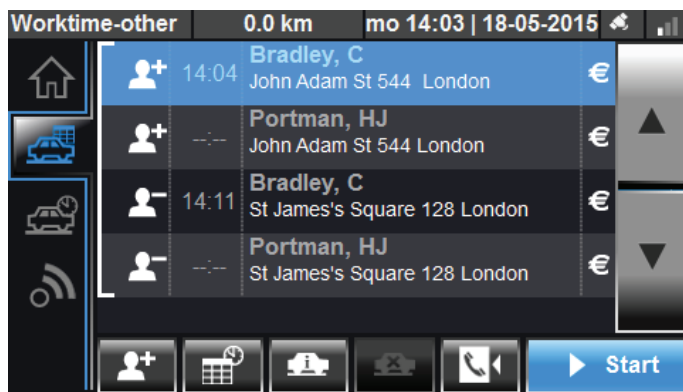 Worktime-other 0.0 km mo 14:03 | 18-05-2015
Bradley, C
14:04 John Adam St 544 London €
Portman, HJ
--:-- John Adam St 544 London €
Bradley, C
14:11 St James's Square 128 London €
Portman, HJ
--:-- St James's Square 128 London €
Start